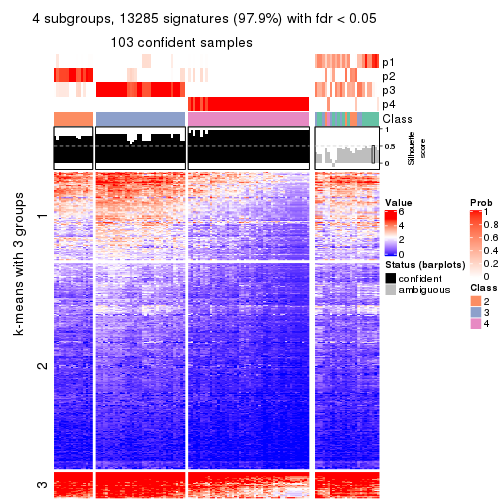 4 subgroups, 13285 signatures (97.9%) with fdr < 0.05
103 confident samples
p1
p2
p3
p4
Class
1
0.5
0
Silhouette
score
k-means with 3 groups
1
2
3
Value
6
4
2
0
Status (barplots)
confident
ambiguous
Prob
1
0.8
0.6
0.4
0.2
0
Class
2
3
4